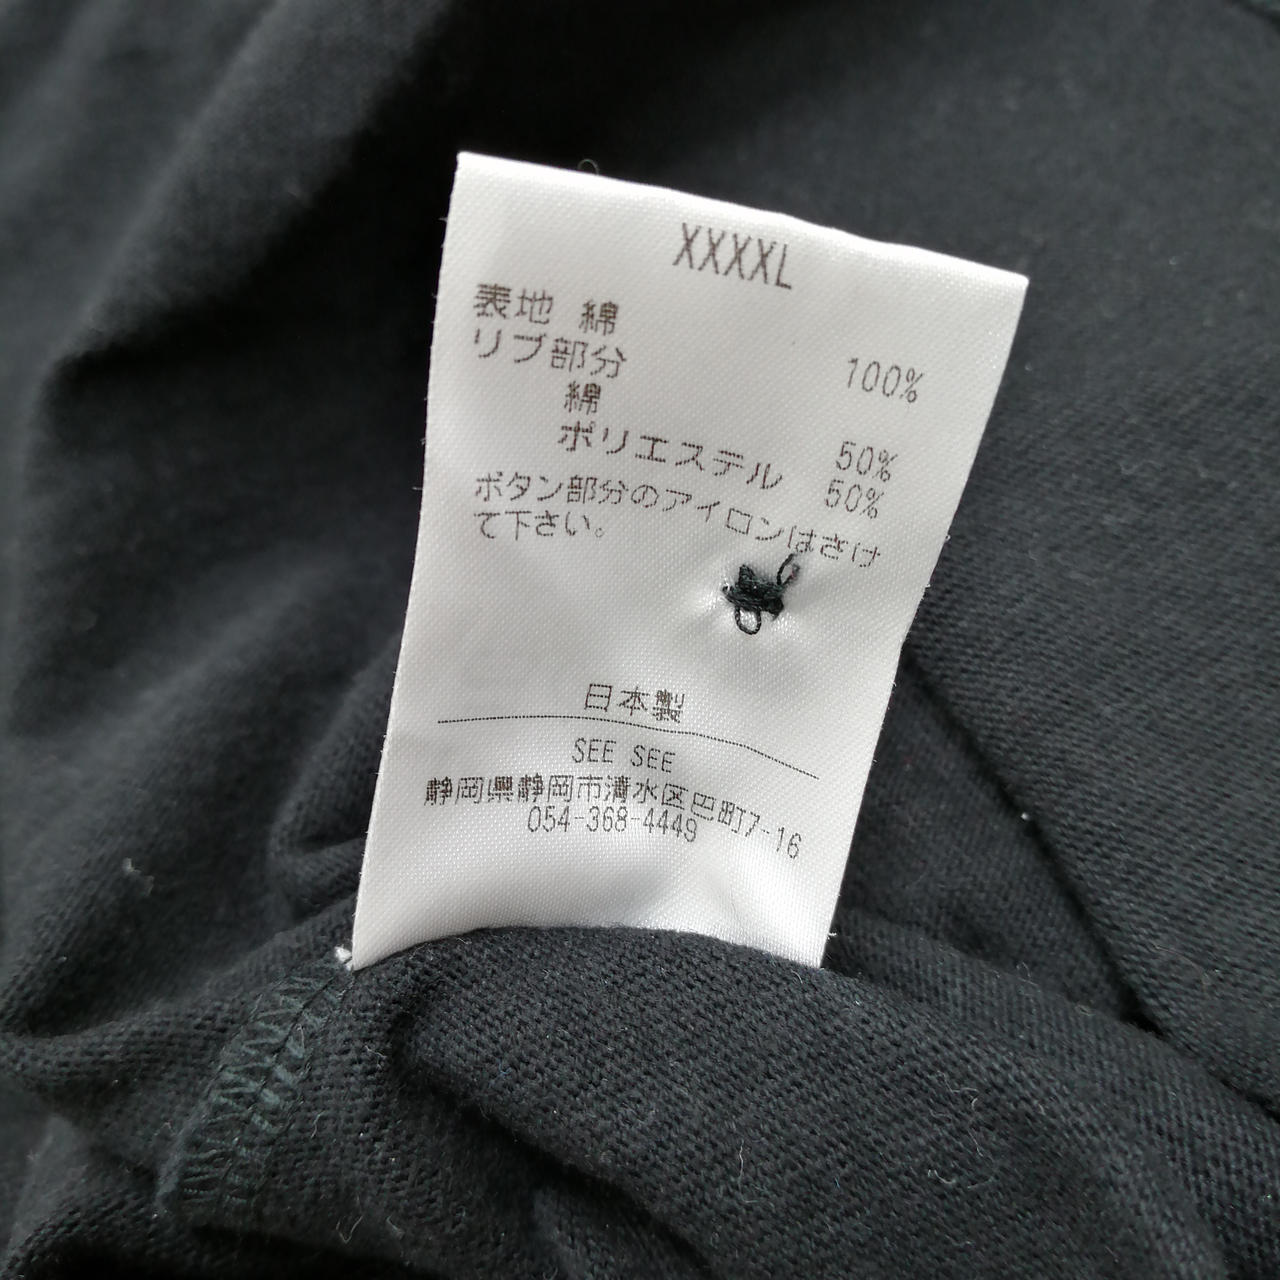 XXXXL
表地 綿 100%
リブ部分
綿 50%
ポリエステル 50%
ボタン部分のアイロンはさけ
て下さい。
日本製
SEE SEE
静岡県静岡市清水区巴町7-16
054-368-4449